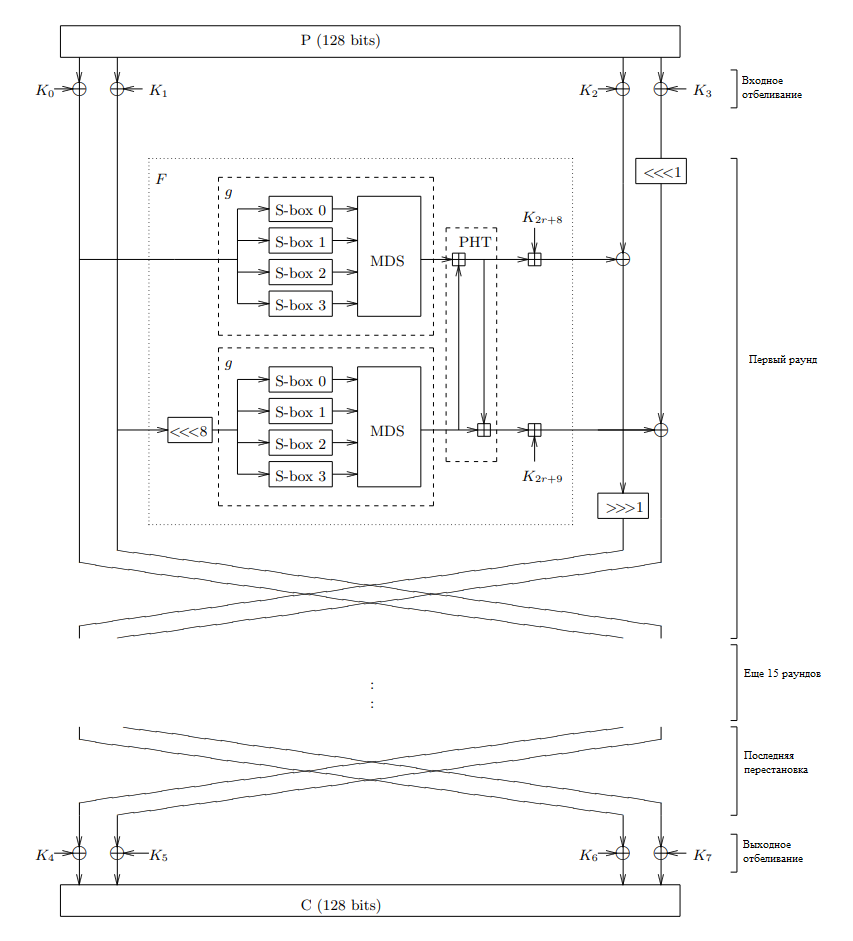 P (128 bits)
K0
K1
K2
K3
Входное
отбеливание
F
<<<1
g
S-box 0
S-box 1
S-box 2
S-box 3
MDS
PHT
K2r+8
Первый раунд
g
<<<8
S-box 0
S-box 1
S-box 2
S-box 3
MDS
K2r+9
>>>1
Еще 15 раундов
:
:
Последняя
перестановка
K4
K5
K6
K7
Выходное
отбеливание
C (128 bits)